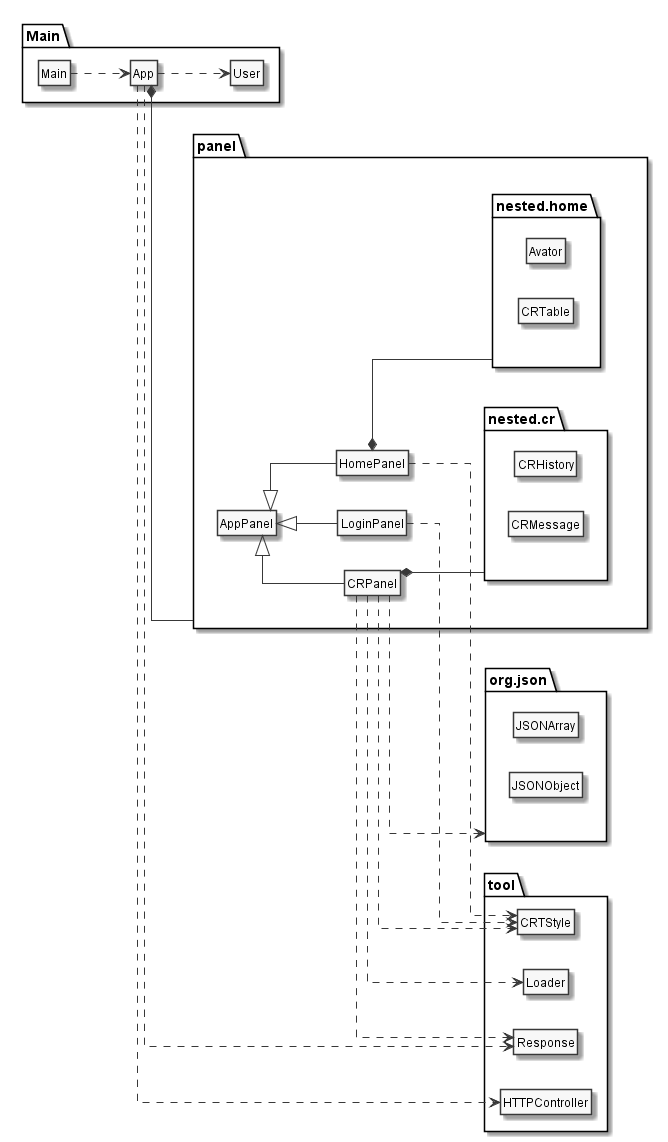 Main
Main
App
User
panel
nested.home
Avator
CRTable
nested.cr
HomePanel
CRHistory
AppPanel
LoginPanel
CRMessage
CRPanel
org.json
JSONArray
JSONObject
tool
CRTStyle
Loader
Response
HTTPController